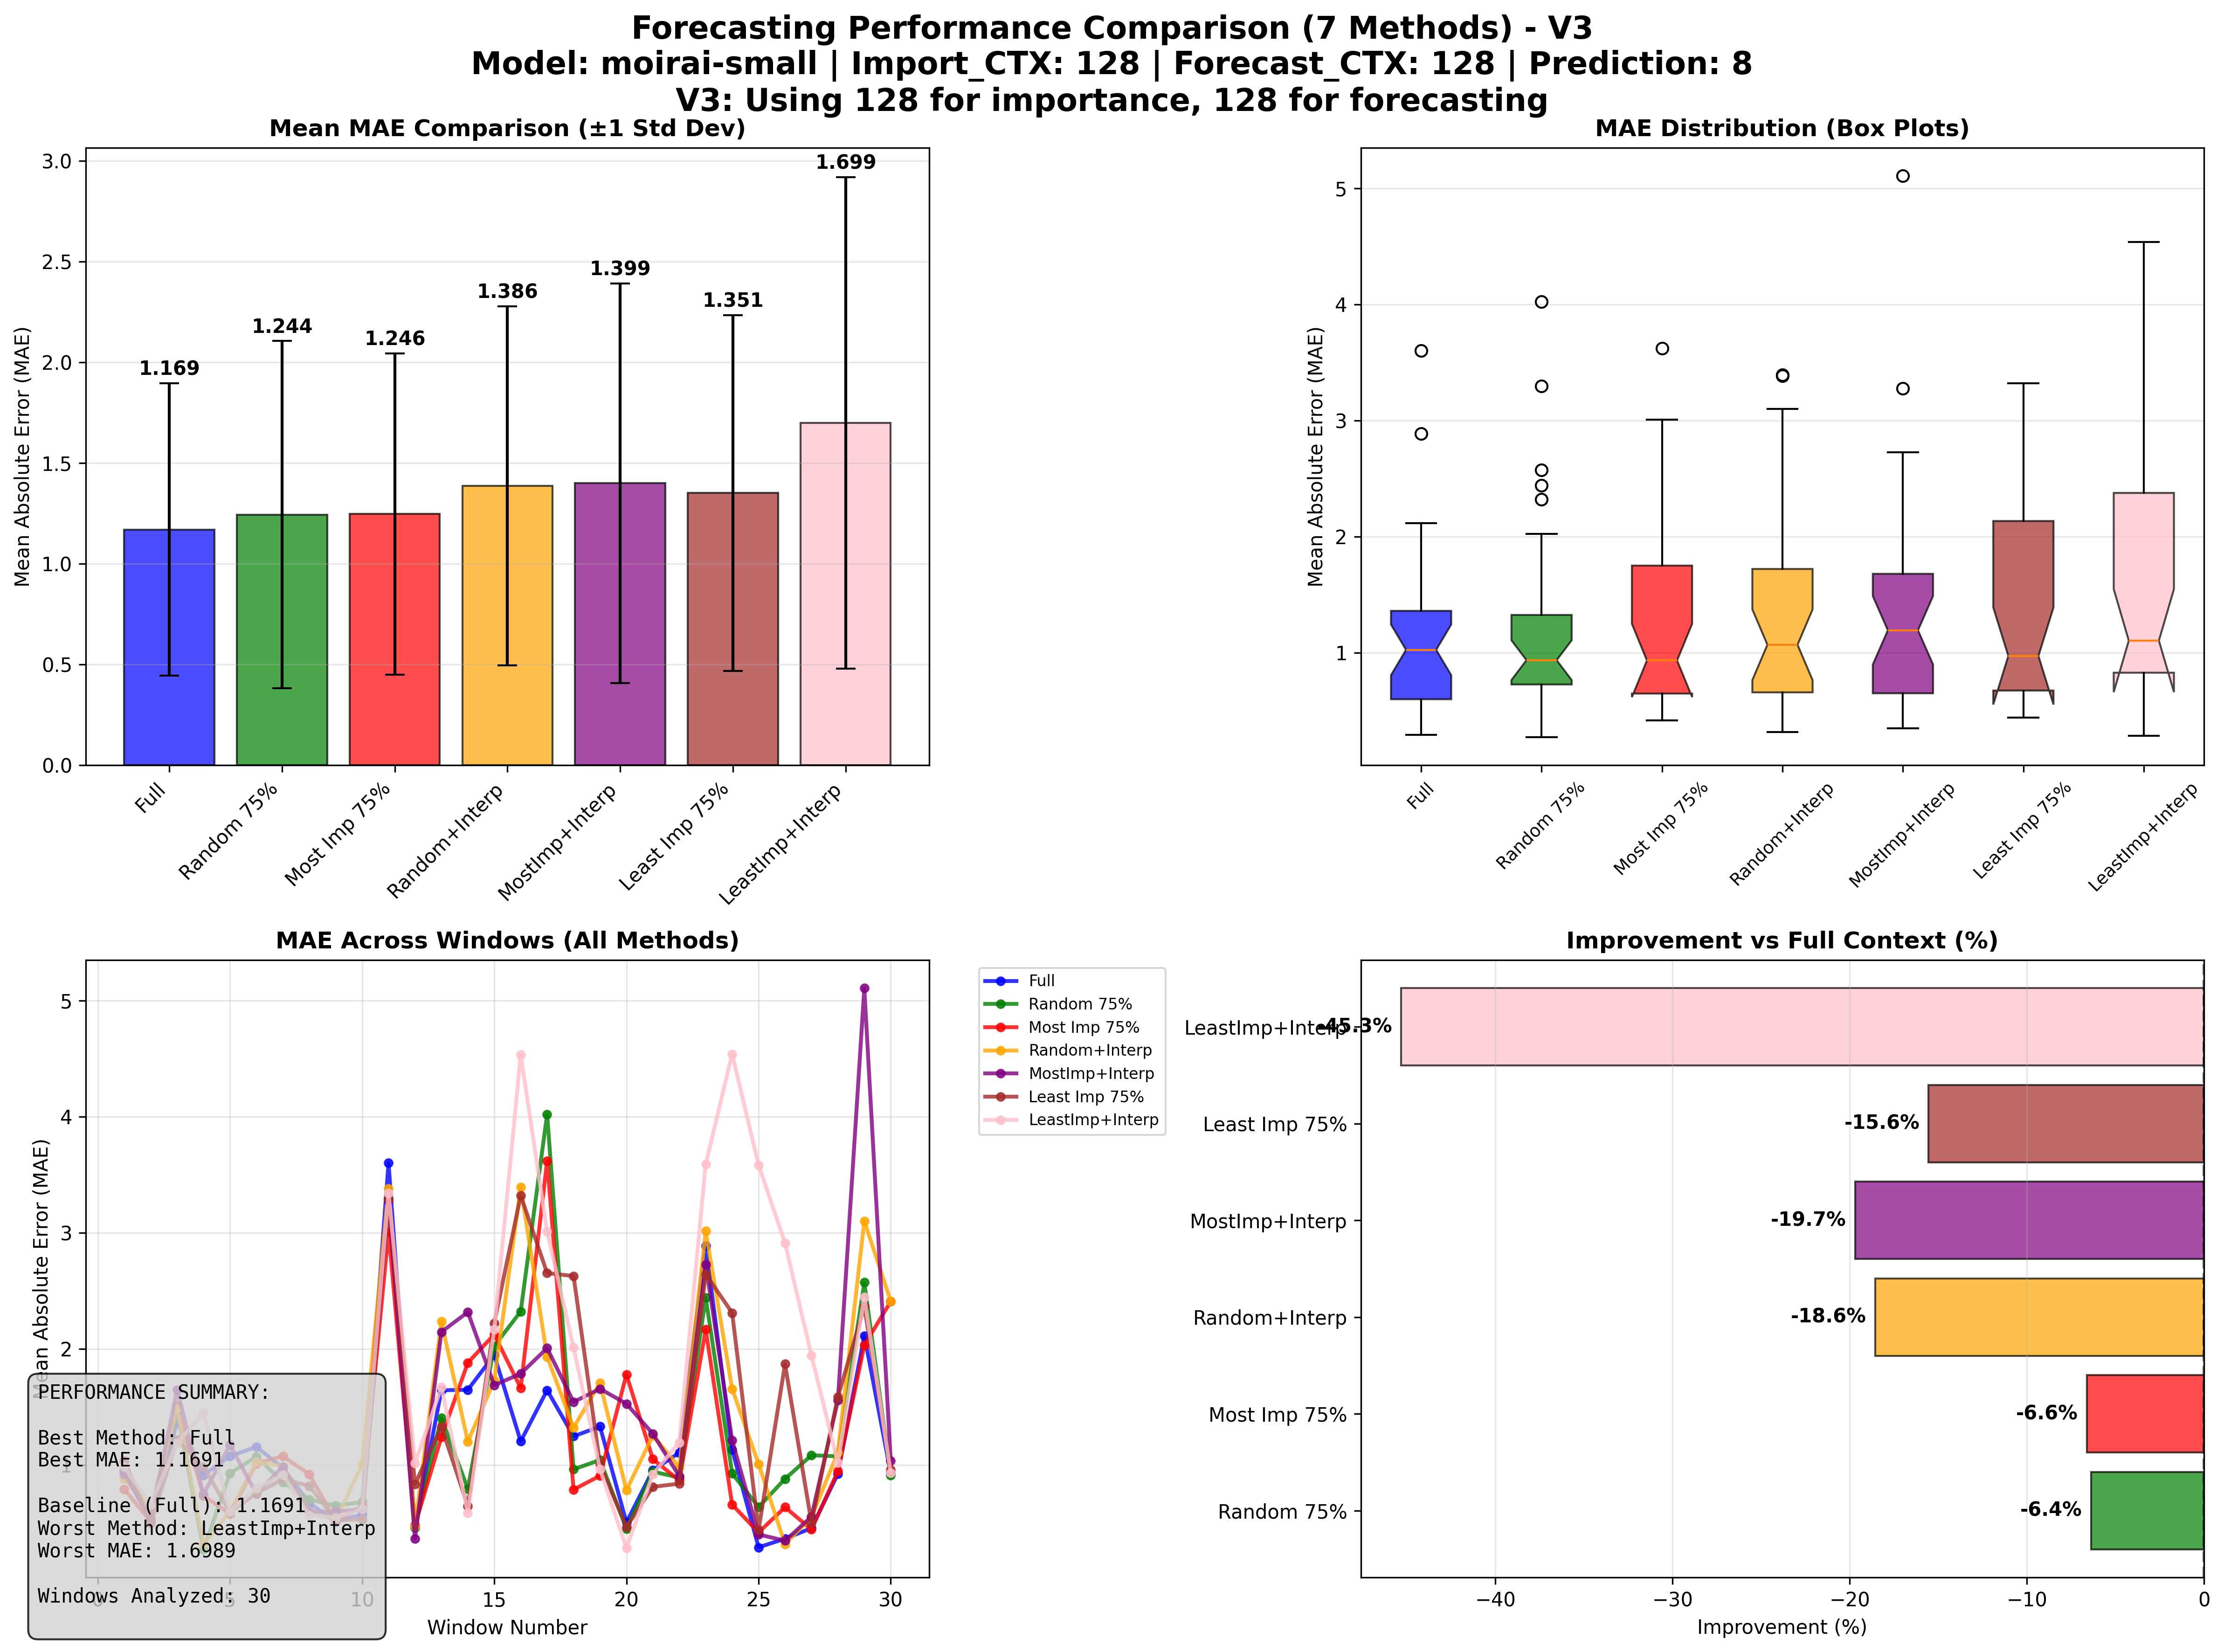 Forecasting Performance Comparison (7 Methods) - V3
Model: moirai-small | Import_CTX: 128 | Forecast_CTX: 128 | Prediction: 8
V3: Using 128 for importance, 128 for forecasting
Mean MAE Comparison (±1 Std Dev)
Mean Absolute Error (MAE)
3.0
2.5
2.0
1.5
1.0
0.5
0.0
1.169
1.244
1.246
1.386
1.399
1.351
1.699
Full
Random 75%
Most Imp 75%
Random+Interp
MostImp+Interp
Least Imp 75%
LeastImp+Interp
MAE Distribution (Box Plots)
Mean Absolute Error (MAE)
5
4
3
2
1
Full
Random 75%
Most Imp 75%
Random+Interp
MostImp+Interp
Least Imp 75%
LeastImp+Interp
MAE Across Windows (All Methods)
Mean Absolute Error (MAE)
5
4
3
2
1
0
5
10
15
20
25
30
Window Number
Full
Random 75%
Most Imp 75%
Random+Interp
MostImp+Interp
Least Imp 75%
LeastImp+Interp
PERFORMANCE SUMMARY:
Best Method: Full
Best MAE: 1.1691
Baseline (Full): 1.1691
Worst Method: LeastImp+Interp
Worst MAE: 1.6989
Windows Analyzed: 30
Improvement vs Full Context (%)
LeastImp+Interp
-45.3%
Least Imp 75%
-15.6%
MostImp+Interp
-19.7%
Random+Interp
-18.6%
Most Imp 75%
-6.6%
Random 75%
-6.4%
−40
−30
−20
−10
0
Improvement (%)